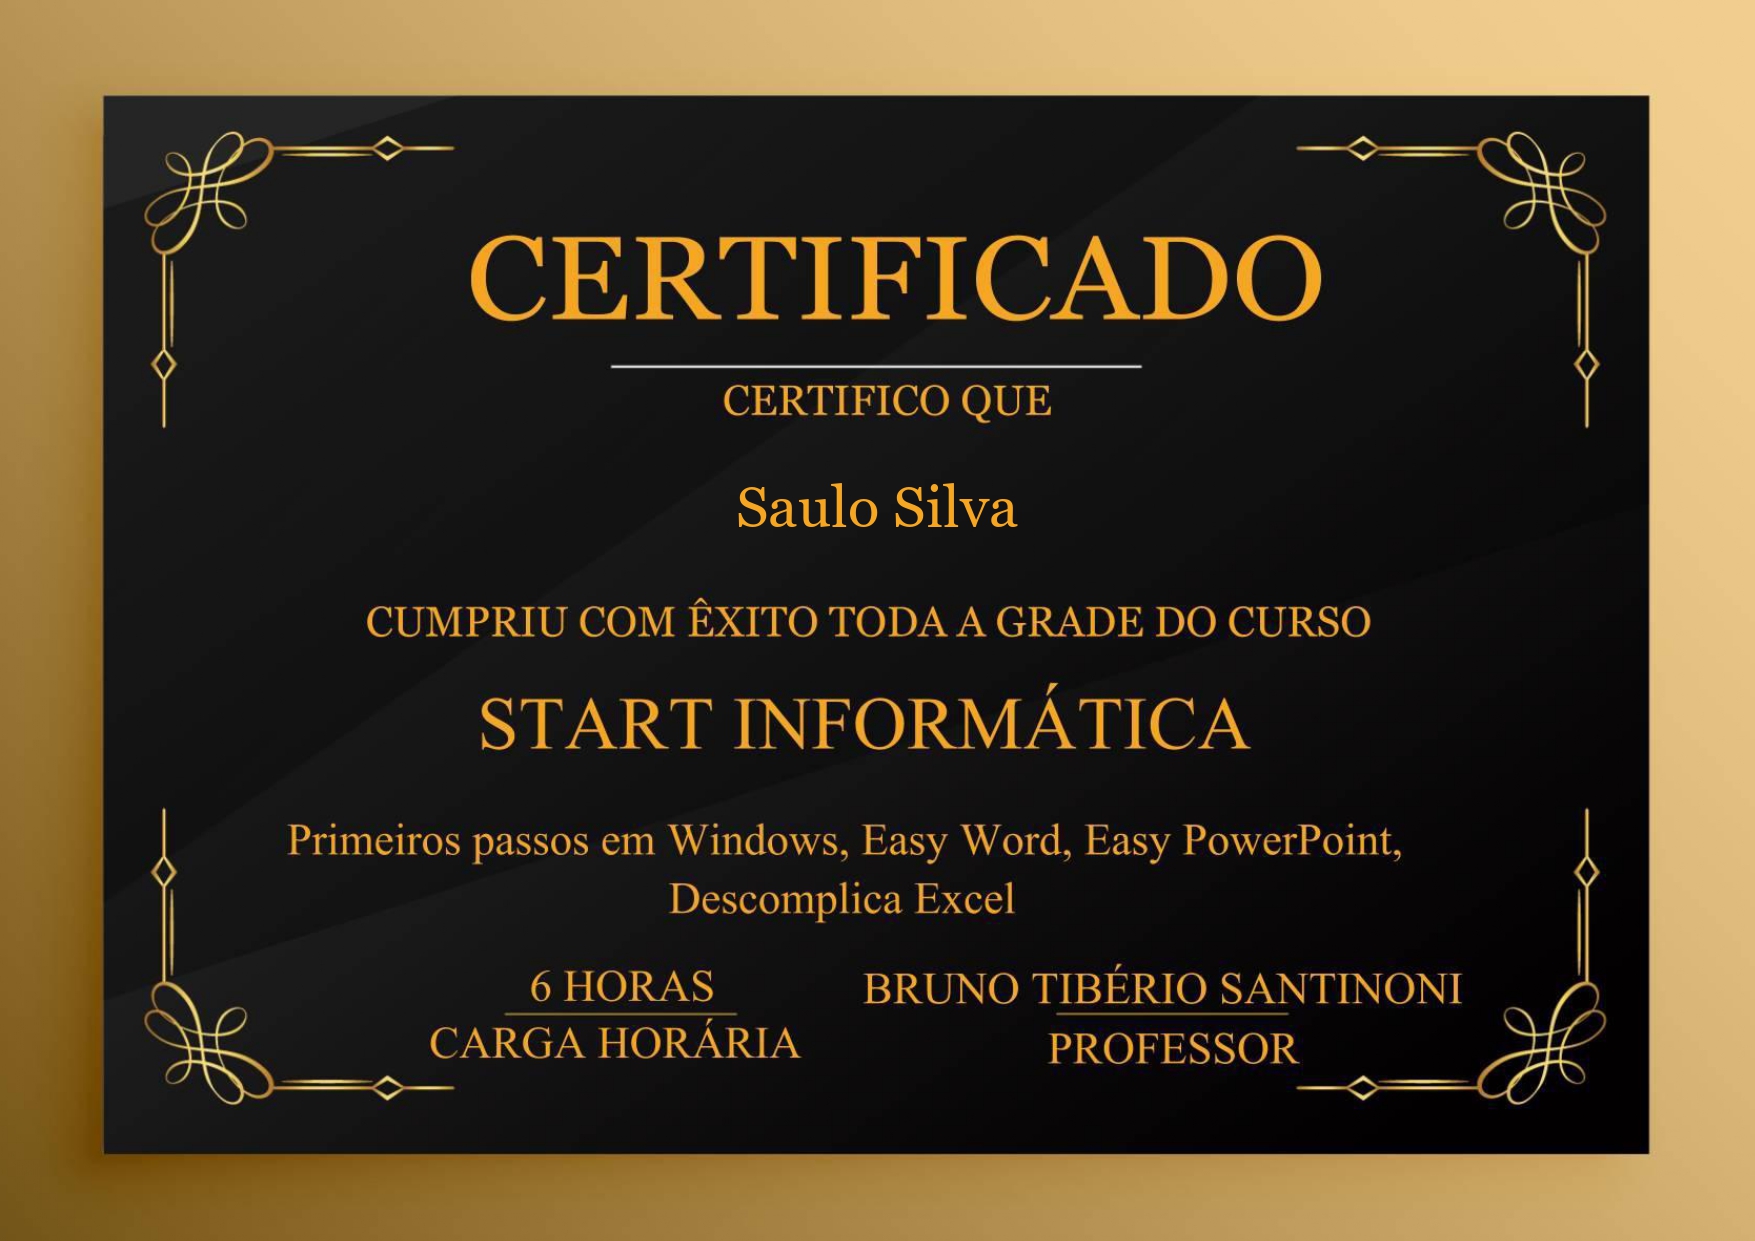 CERTIFICADO
CERTIFICO QUE
Saulo Silva
CUMPRIU COM ÊXITO TODA A GRADE DO CURSO
START INFORMÁTICA
Primeiros passos em Windows, Easy Word, Easy PowerPoint,
Descomplica Excel
6 HORAS
CARGA HORÁRIA
BRUNO TIBÉRIO SANTINONI
PROFESSOR